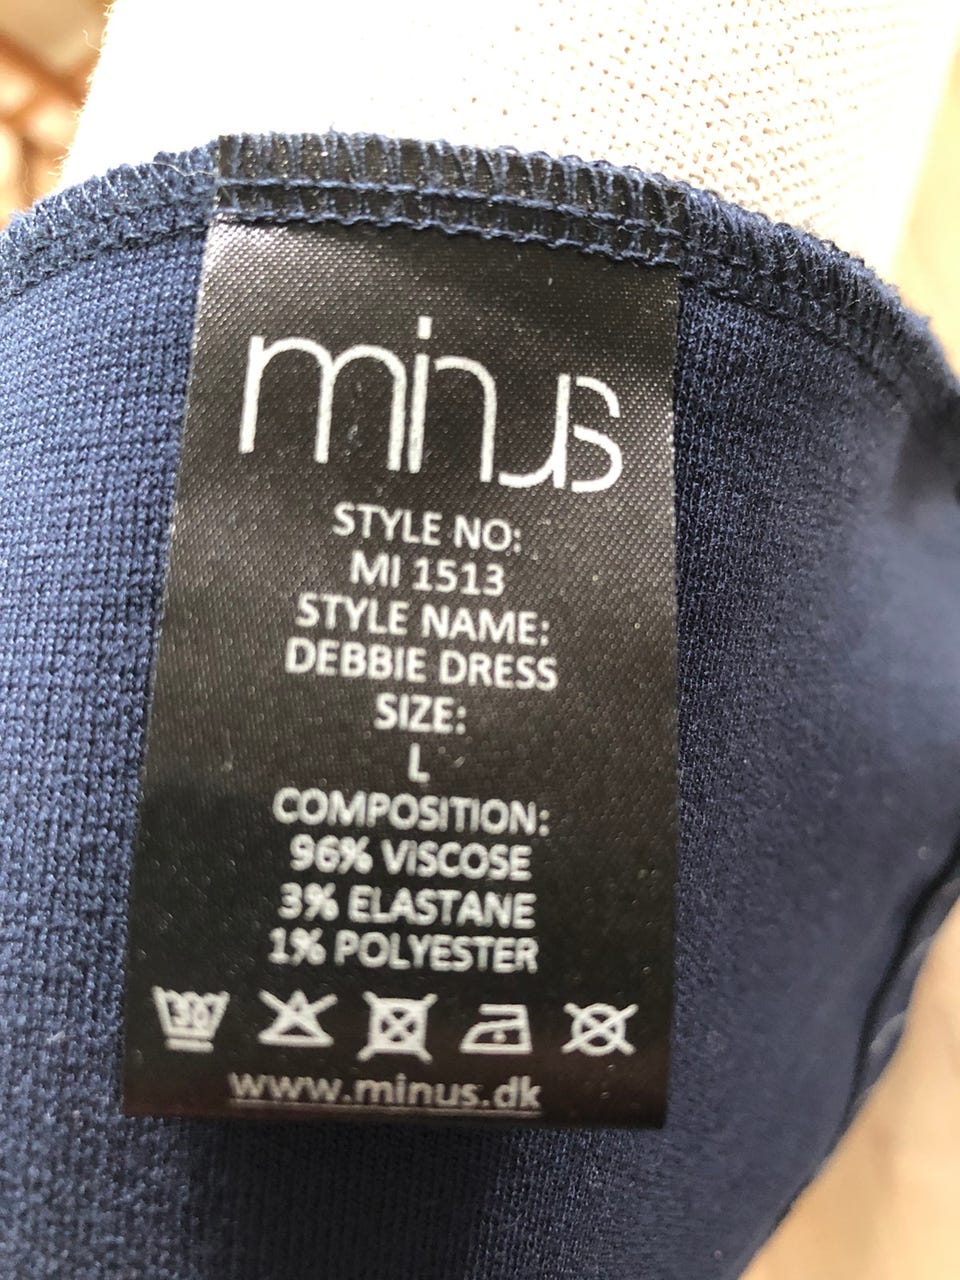 minus
STYLE NO:
MI 1513
STYLE NAME:
DEBBIE DRESS
SIZE:
L
COMPOSITION:
96% VISCOSE
3% ELASTANE
1% POLYESTER
30
www.minus.dk